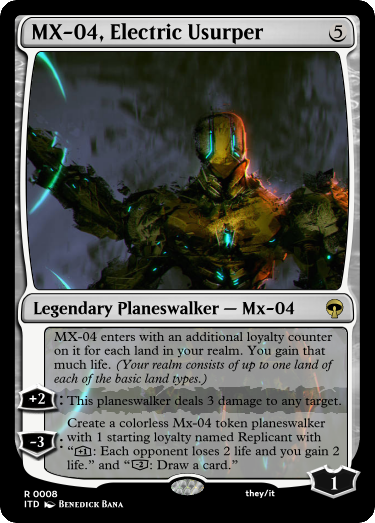 MX-04, Electric Usurper 5
Legendary Planeswalker — Mx-04
MX-04 enters with an additional loyalty counter
on it for each land in your realm. You gain that
much life. (Your realm consists of up to one land of
each of the basic land types.)
+2: This planeswalker deals 3 damage to any target.
Create a colorless Mx-04 token planeswalker
-3: with 1 starting loyalty named Replicant with
“+1: Each opponent loses 2 life and you gain 2
life.” and “-2: Draw a card.”
1
R 0008
ITD Benedick Bana
they/it